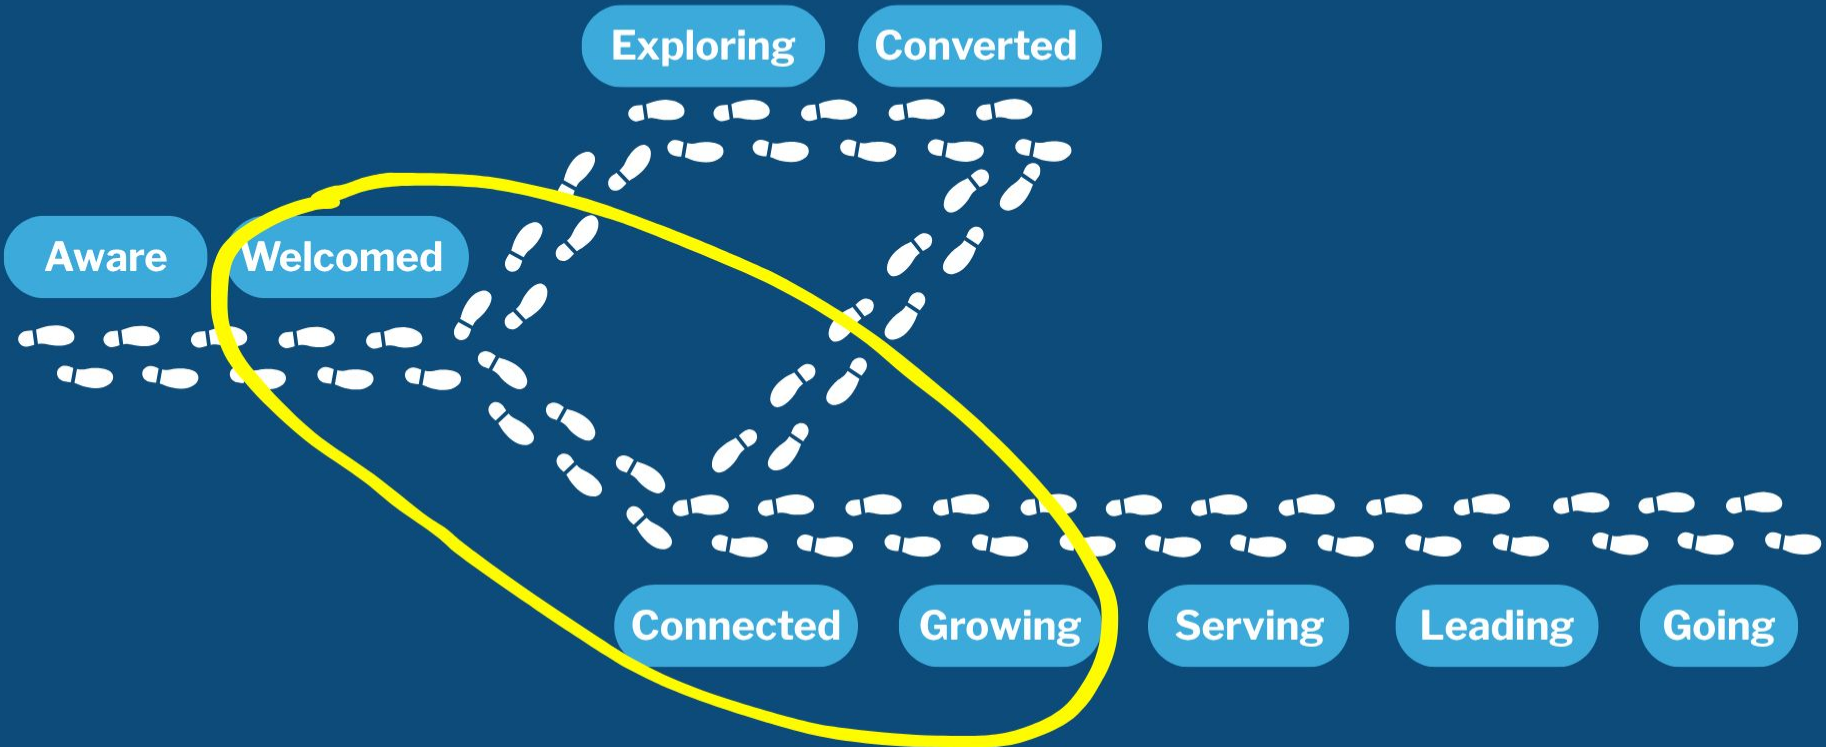 Exploring Converted
Aware Welcomed
Connected Growing Serving Leading Going